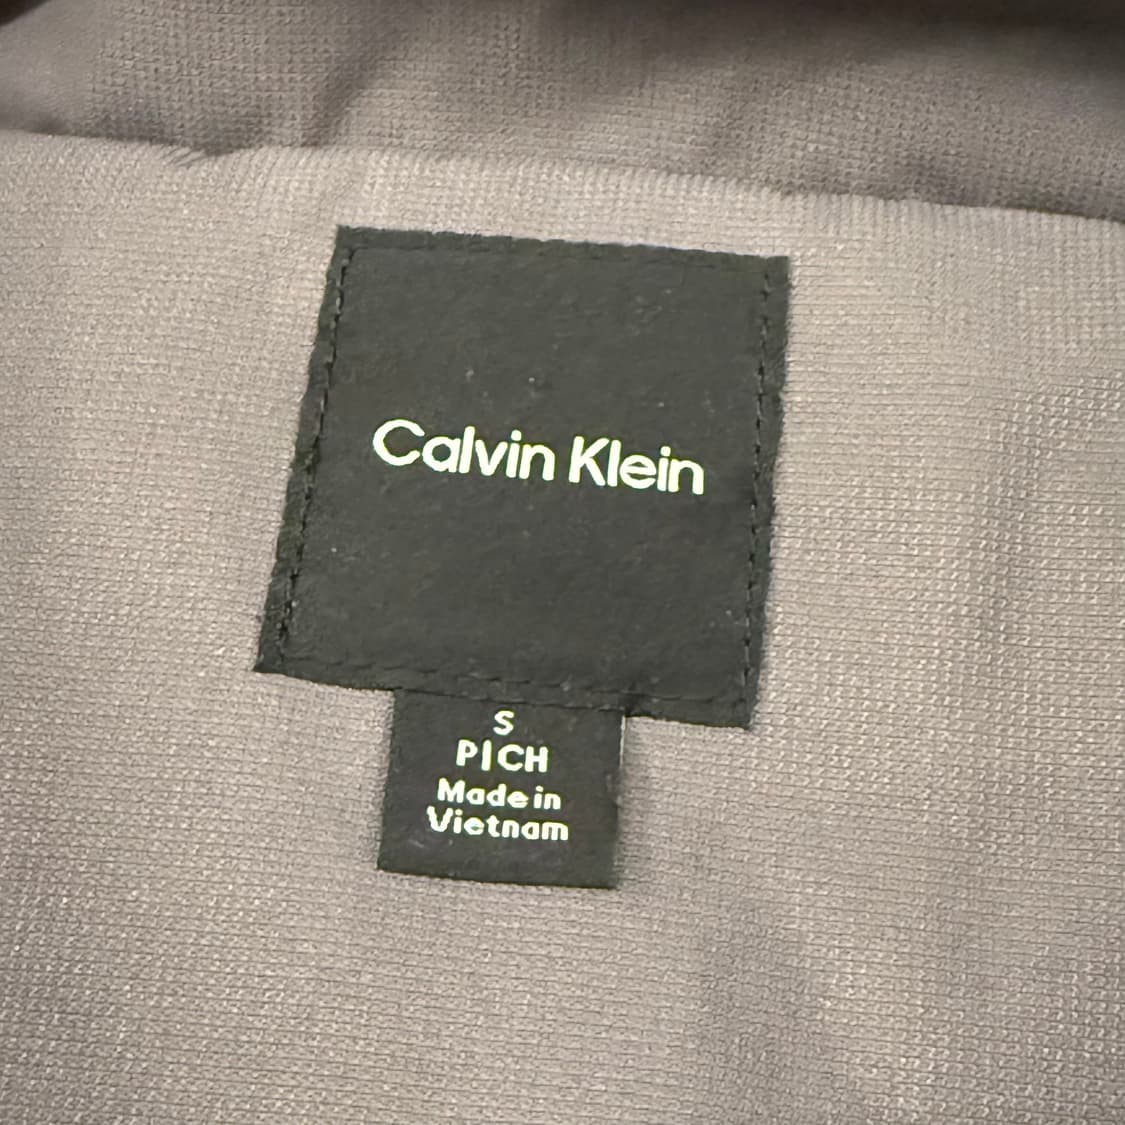 Calvin Klein
S
P|CH
Made in
Vietnam